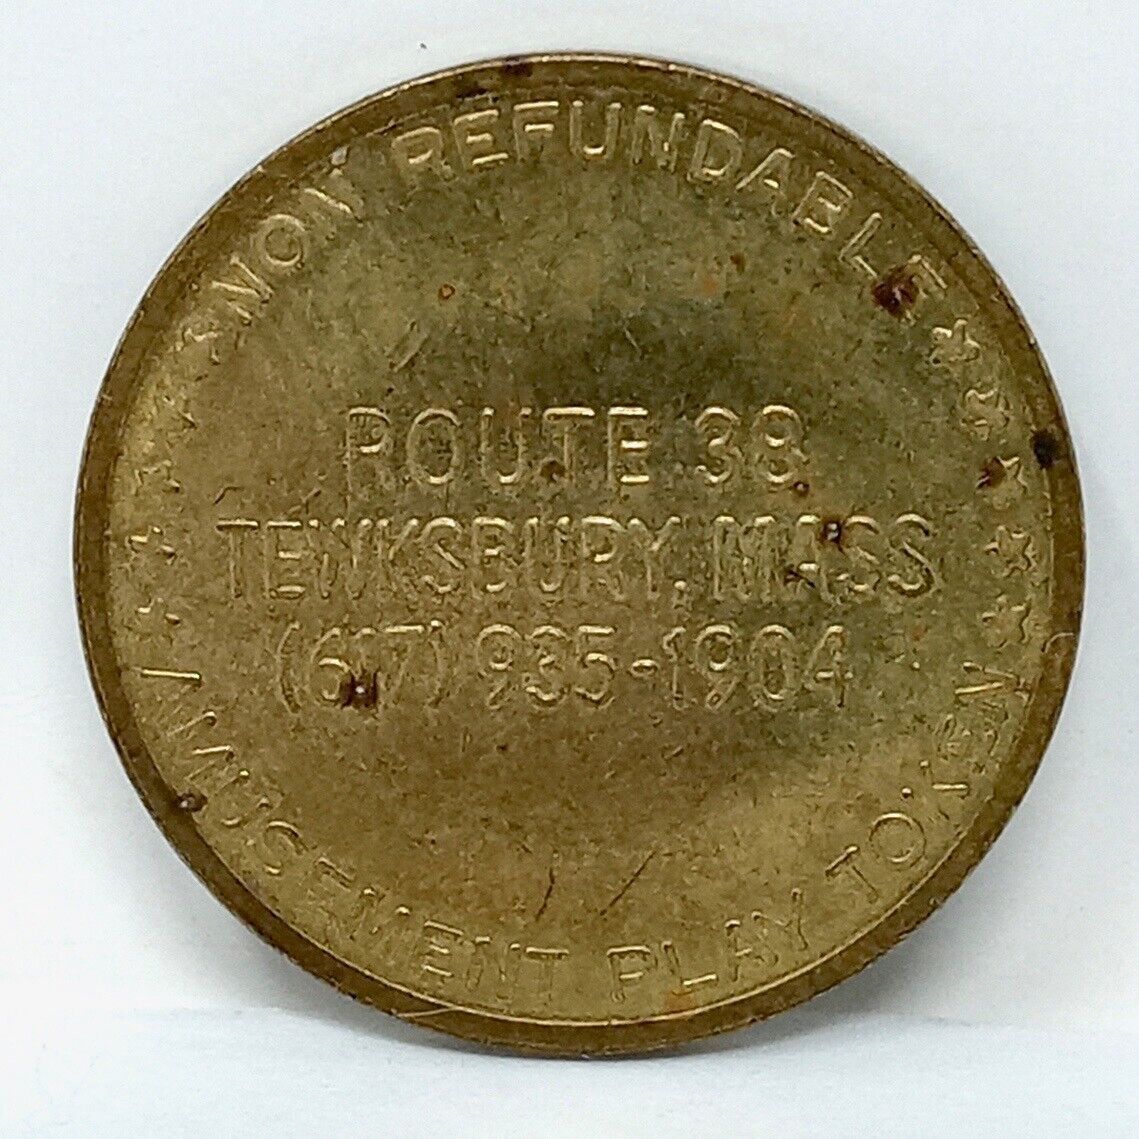 NON REFUNDABLE
ROUTE 38
TEWKSBURY, MASS
(617) 935-1904
AMUSEMENT PLAY TOKEN